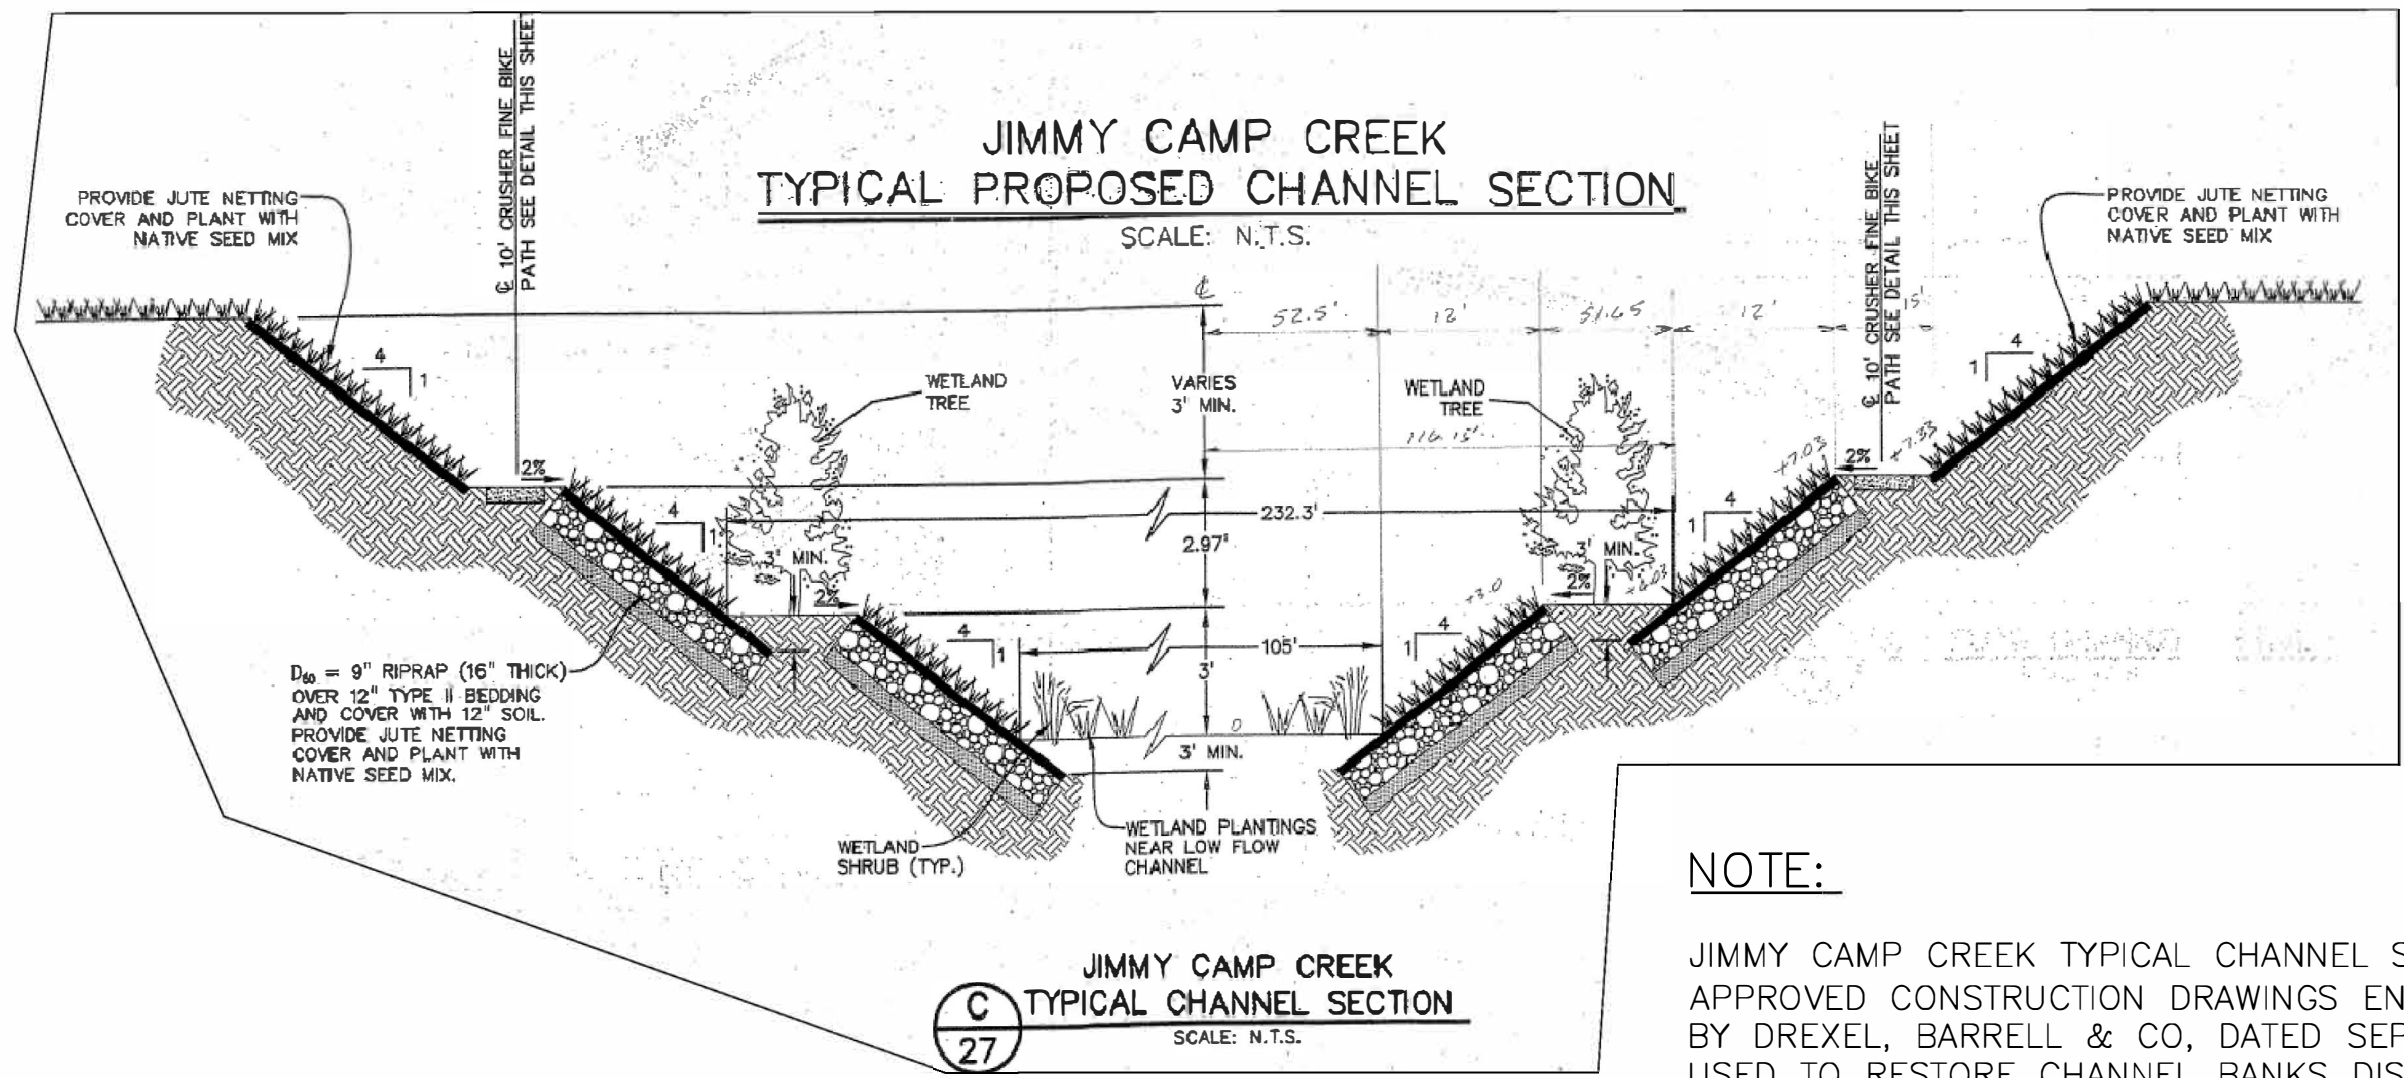 JIMMY CAMP CREEK
TYPICAL PROPOSED CHANNEL SECTION
SCALE: N.T.S.
PROVIDE JUTE NETTING
COVER AND PLANT WITH
NATIVE SEED MIX
℄ 10' CRUSHER FINE BIKE
PATH SEE DETAIL THIS SHEET
℄ 10' CRUSHER FINE BIKE
PATH SEE DETAIL THIS SHEET
PROVIDE JUTE NETTING
COVER AND PLANT WITH
NATIVE SEED MIX
℄
52.5'
12'
51.65
12'
15'
4
1
WETLAND
TREE
VARIES
3' MIN.
WETLAND
TREE
116.15'
4
1
2%
+7.03
2%
+7.33
4
1
232.3'
2.97'
4
1
3' MIN.
2%
3' MIN.
2%
+3.0
4
1
105'
3'
4
1
0
3' MIN.
D60 = 9" RIPRAP (16" THICK)
OVER 12" TYPE II BEDDING
AND COVER WITH 12" SOIL.
PROVIDE JUTE NETTING
COVER AND PLANT WITH
NATIVE SEED MIX.
WETLAND
SHRUB (TYP.)
WETLAND PLANTINGS
NEAR LOW FLOW
CHANNEL
C
27
JIMMY CAMP CREEK
TYPICAL CHANNEL SECTION
SCALE: N.T.S.
NOTE:
JIMMY CAMP CREEK TYPICAL CHANNEL S
APPROVED CONSTRUCTION DRAWINGS EN
BY DREXEL, BARRELL & CO, DATED SEP
USED TO RESTORE CHANNEL BANKS DIS